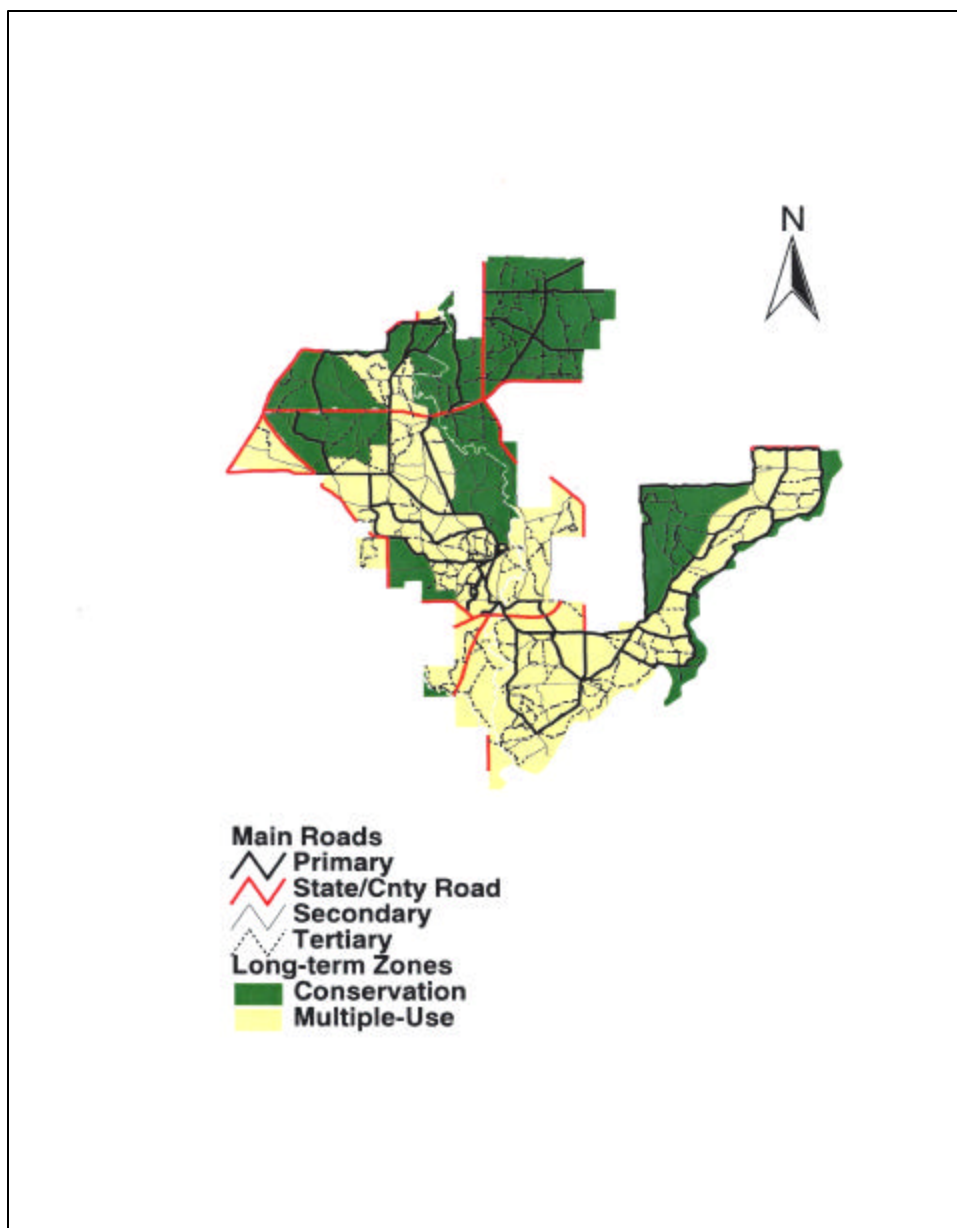 N
Main Roads
Primary
State/Cnty Road
Secondary
Tertiary
Long-term Zones
Conservation
Multiple-Use